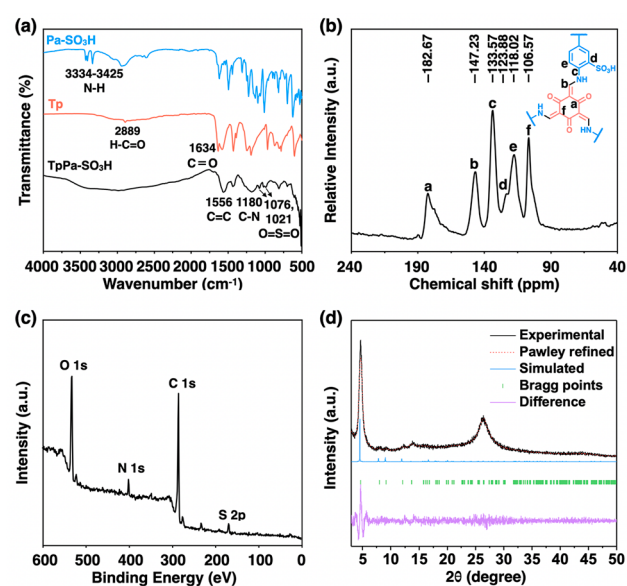 (a)
Pa-SO₃H
3334-3425
N-H
Tp
2889
H-C=O
1634
C=O
TpPa-SO₃H
1556
C=C
1180
C-N
1076,
1021
O=S=O
Transmittance (%)
4000 3500 3000 2500 2000 1500 1000 500
Wavenumber (cm⁻¹)
(b)
182.67
147.23
133.57
123.88
118.02
106.57
a
b
c
d
e
f
d
e
SO₃H
c
NH
b
O
O
a
f
O
H
N
HN
Relative Intensity (a.u.)
240 190 140 90 40
Chemical shift (ppm)
(c)
O 1s
N 1s
C 1s
S 2p
Intensity (a.u.)
600 500 400 300 200 100 0
Binding Energy (eV)
(d)
Experimental
Pawley refined
Simulated
Bragg points
Difference
Intensity (a.u.)
5 10 15 20 25 30 35 40 45 50
2θ (degree)